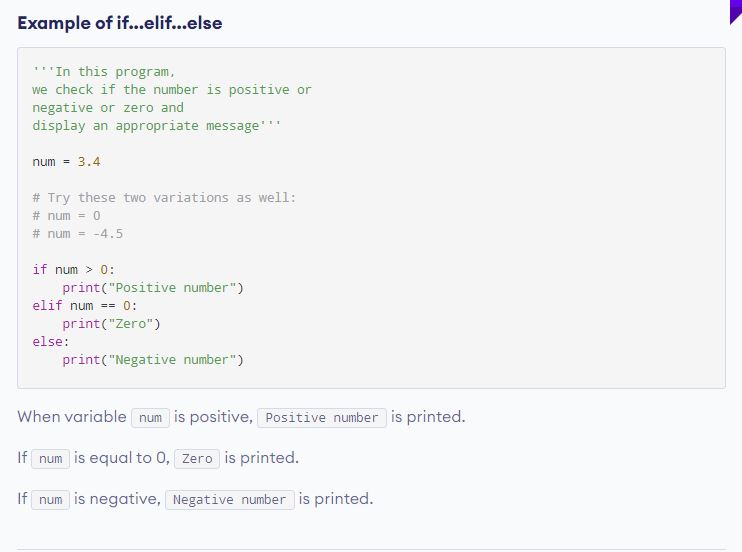 Example of if...elif...else
'''In this program,
we check if the number is positive or
negative or zero and
display an appropriate message'''
num = 3.4
# Try these two variations as well:
# num = 0
# num = -4.5
if num > 0:
    print("Positive number")
elif num == 0:
    print("Zero")
else:
    print("Negative number")
When variable num is positive, Positive number is printed.
If num is equal to 0, Zero is printed.
If num is negative, Negative number is printed.